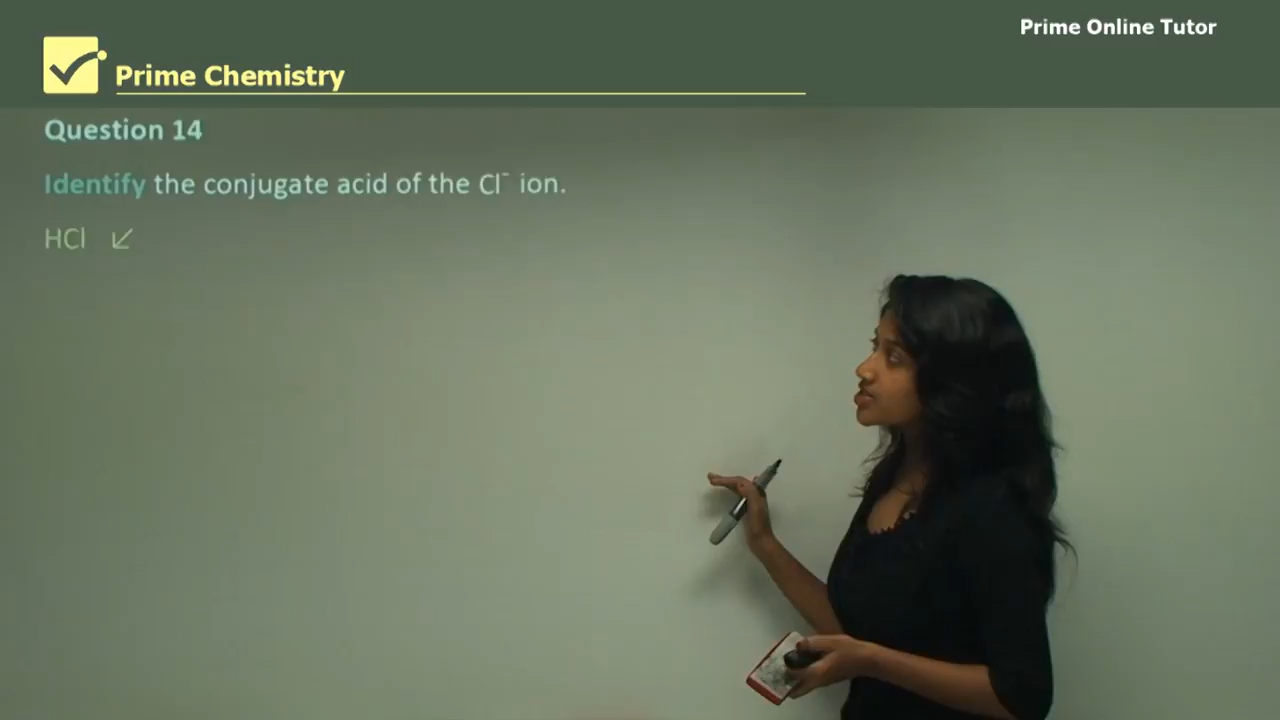 Prime Online Tutor
Prime Chemistry
Question 14
Identify the conjugate acid of the Cl⁻ ion.
HCl ↙